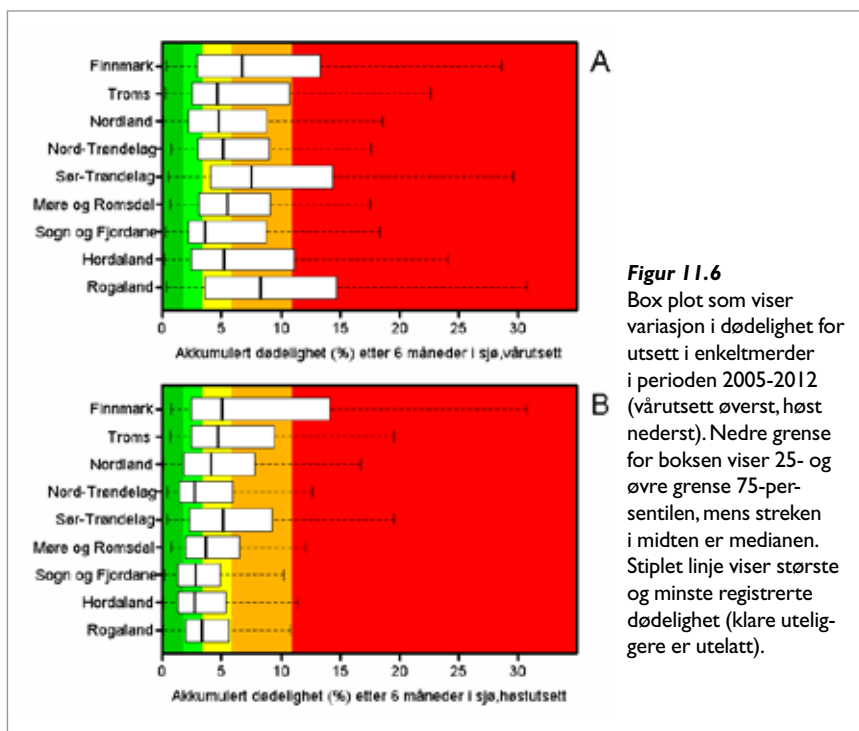 A
Finnmark
Troms
Nordland
Nord-Trøndelag
Sør-Trøndelag
Møre og Romsdal
Sogn og Fjordane
Hordaland
Rogaland
0 5 10 15 20 25 30
Akkumulert dødelighet (%) etter 6 måneder i sjø,vårutsett
B
Finnmark
Troms
Nordland
Nord-Trøndelag
Sør-Trøndelag
Møre og Romsdal
Sogn og Fjordane
Hordaland
Rogaland
0 5 10 15 20 25 30
Akkumulert dødelighet (%) etter 6 måneder i sjø,høstutsett
Figur 11.6
Box plot som viser
variasjon i dødelighet for
utsett i enkeltmerder
i perioden 2005-2012
(vårutsett øverst, høst
nederst). Nedre grense
for boksen viser 25- og
øvre grense 75-per-
sentilen, mens streken
i midten er medianen.
Stiplet linje viser største
og minste registrerte
dødelighet (klare utelig-
gere er utelatt).